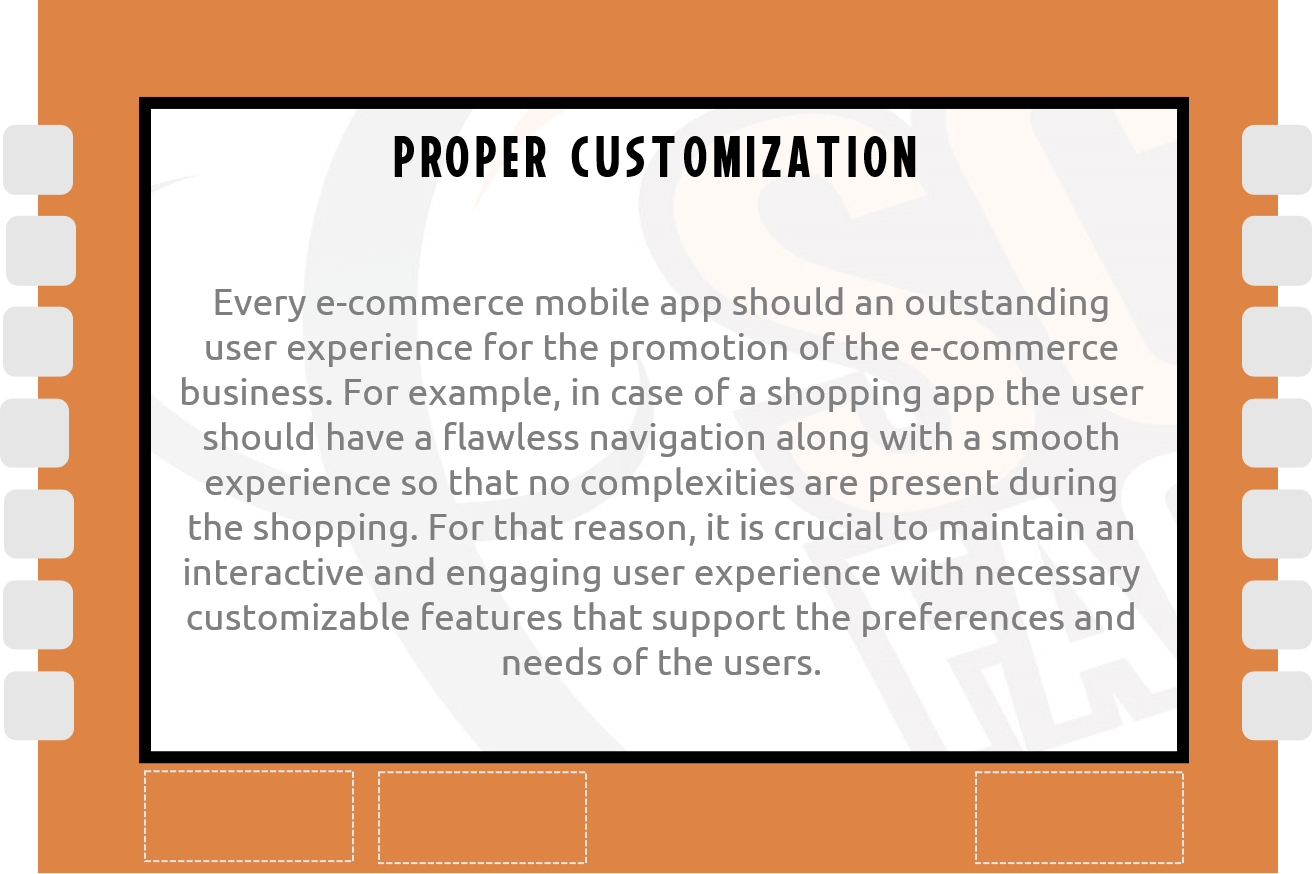 PROPER CUSTOMIZATION
Every e-commerce mobile app should an outstanding
user experience for the promotion of the e-commerce
business. For example, in case of a shopping app the user
should have a flawless navigation along with a smooth
experience so that no complexities are present during
the shopping. For that reason, it is crucial to maintain an
interactive and engaging user experience with necessary
customizable features that support the preferences and
needs of the users.